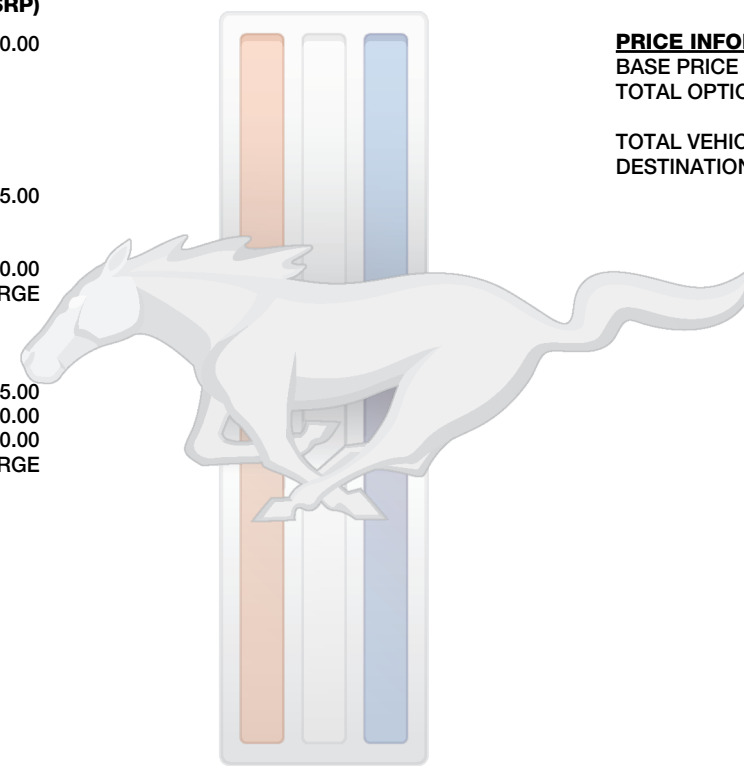 SRP)
0.00
5.00
0.00
RGE
5.00
0.00
0.00
RGE
PRICE INFO
BASE PRICE
TOTAL OPTIO
TOTAL VEHIC
DESTINATION